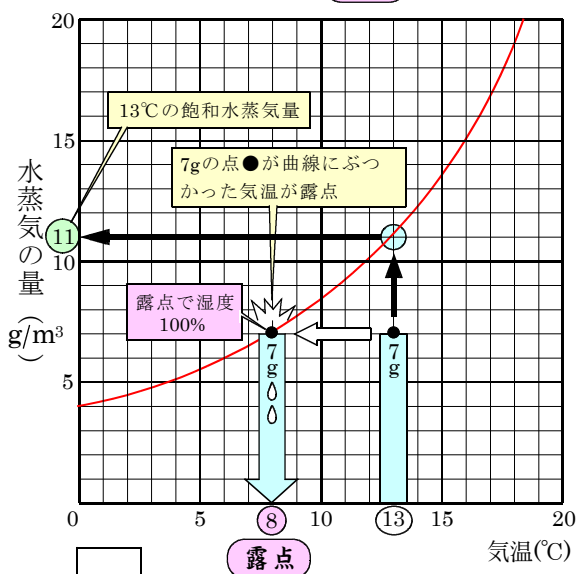 20
13℃の飽和水蒸気量
15
7gの点●が曲線にぶつ
かった気温が露点
水蒸気の量
(g/m³)
11
10
露点で湿度
100%
7g
7g
5
0
5
8
10
13
15
20
露点
気温(℃)